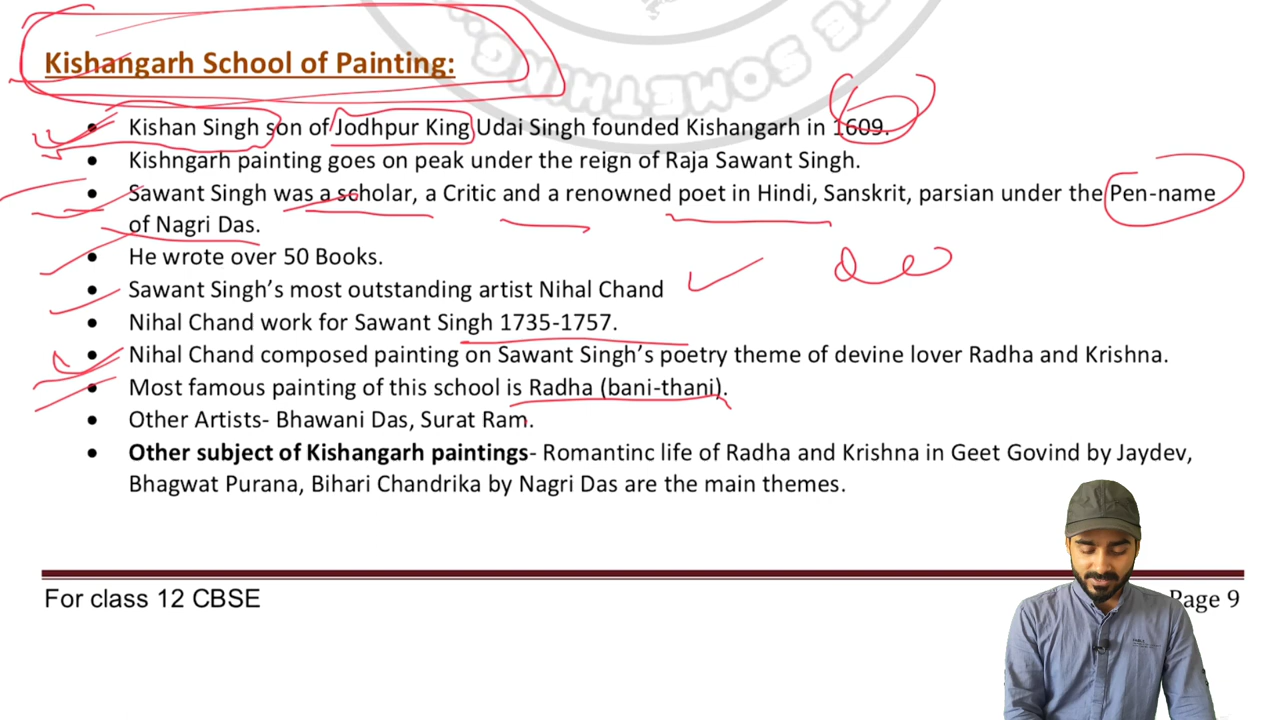 SOMETHING...
Kishangarh School of Painting:
• Kishan Singh son of Jodhpur King Udai Singh founded Kishangarh in 1609.
• Kishngarh painting goes on peak under the reign of Raja Sawant Singh.
• Sawant Singh was a scholar, a Critic and a renowned poet in Hindi, Sanskrit, parsian under the Pen-name
of Nagri Das.
• He wrote over 50 Books.
• Sawant Singh’s most outstanding artist Nihal Chand
• Nihal Chand work for Sawant Singh 1735-1757.
• Nihal Chand composed painting on Sawant Singh’s poetry theme of devine lover Radha and Krishna.
• Most famous painting of this school is Radha (bani-thani).
• Other Artists- Bhawani Das, Surat Ram.
• Other subject of Kishangarh paintings- Romantinc life of Radha and Krishna in Geet Govind by Jaydev,
Bhagwat Purana, Bihari Chandrika by Nagri Das are the main themes.
For class 12 CBSE
Page 9